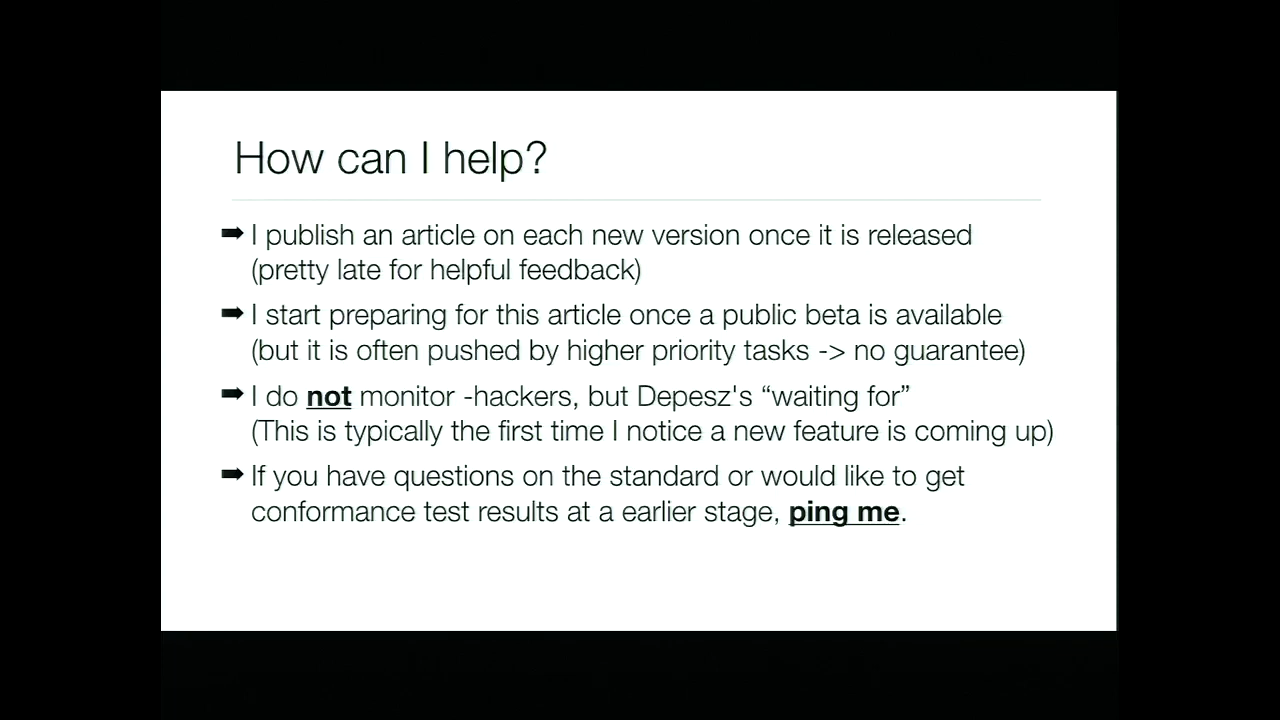 How can I help?
➡ I publish an article on each new version once it is released
(pretty late for helpful feedback)
➡ I start preparing for this article once a public beta is available
(but it is often pushed by higher priority tasks -> no guarantee)
➡ I do not monitor -hackers, but Depesz's “waiting for”
(This is typically the first time I notice a new feature is coming up)
➡ If you have questions on the standard or would like to get
conformance test results at a earlier stage, ping me.